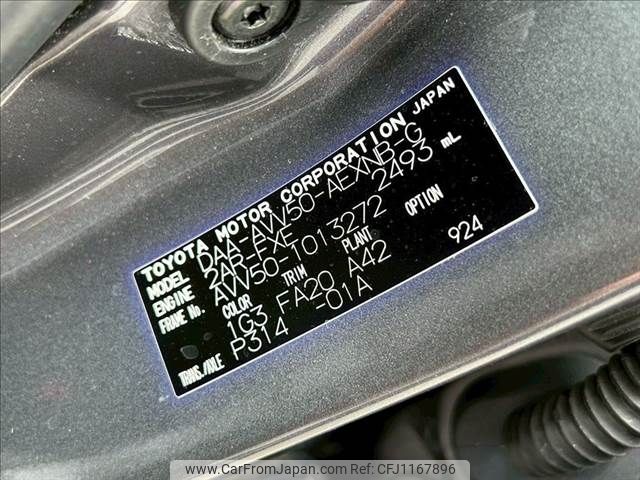 TOYOTA MOTOR CORPORATION JAPAN
MODEL DAA-AVV50-AEXNB-G
ENGINE 2AR-FXE 2493 mL
FRAME No. AVV50-1013272
COLOR TRIM PLANT OPTION
1G3 FA20 A42 924
TRANS./AXLE P314 -01A
www.CarFromJapan.com CFJ1167896